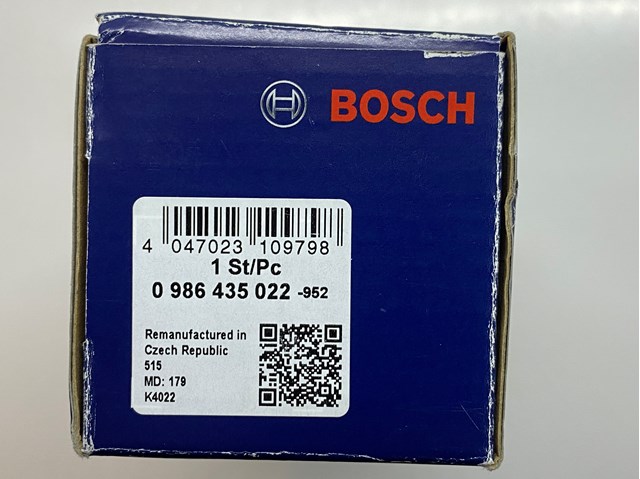 BOSCH
4 047023 109798
1 St/Pc
0 986 435 022 -952
Remanufactured in
Czech Republic
515
MD: 179
K4022